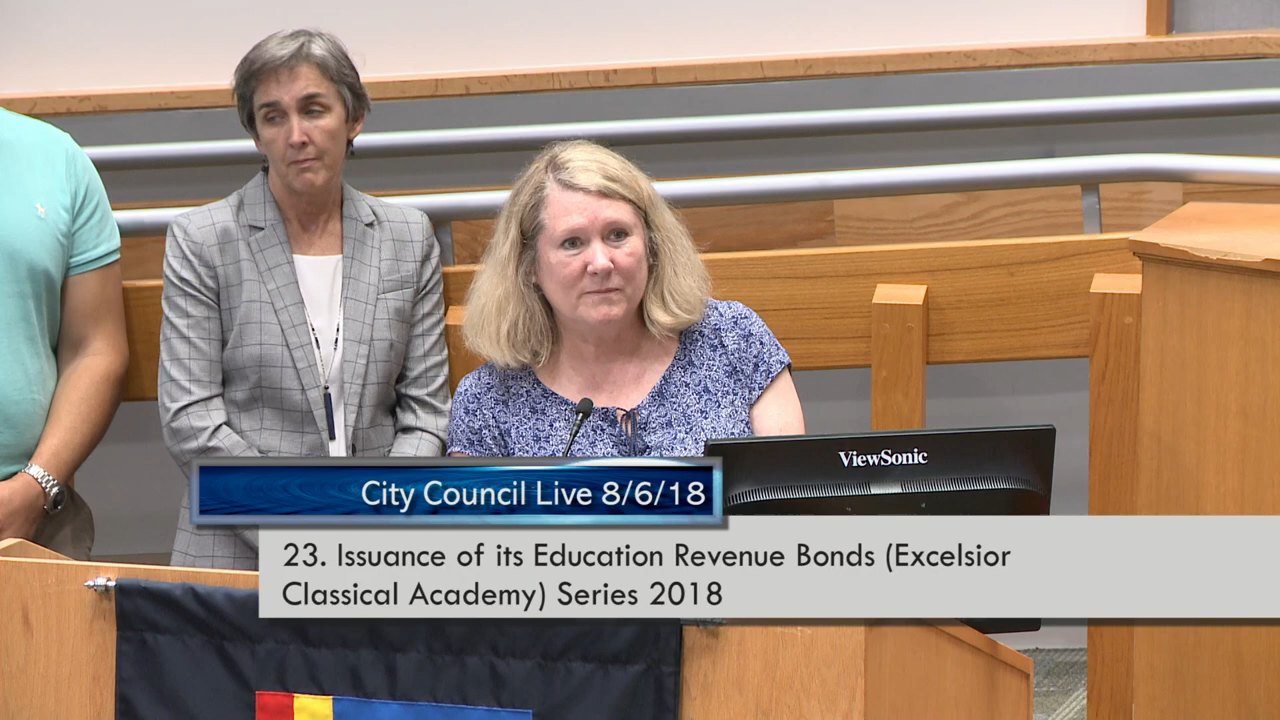 ViewSonic
City Council Live 8/6/18
23. Issuance of its Education Revenue Bonds (Excelsior
Classical Academy) Series 2018